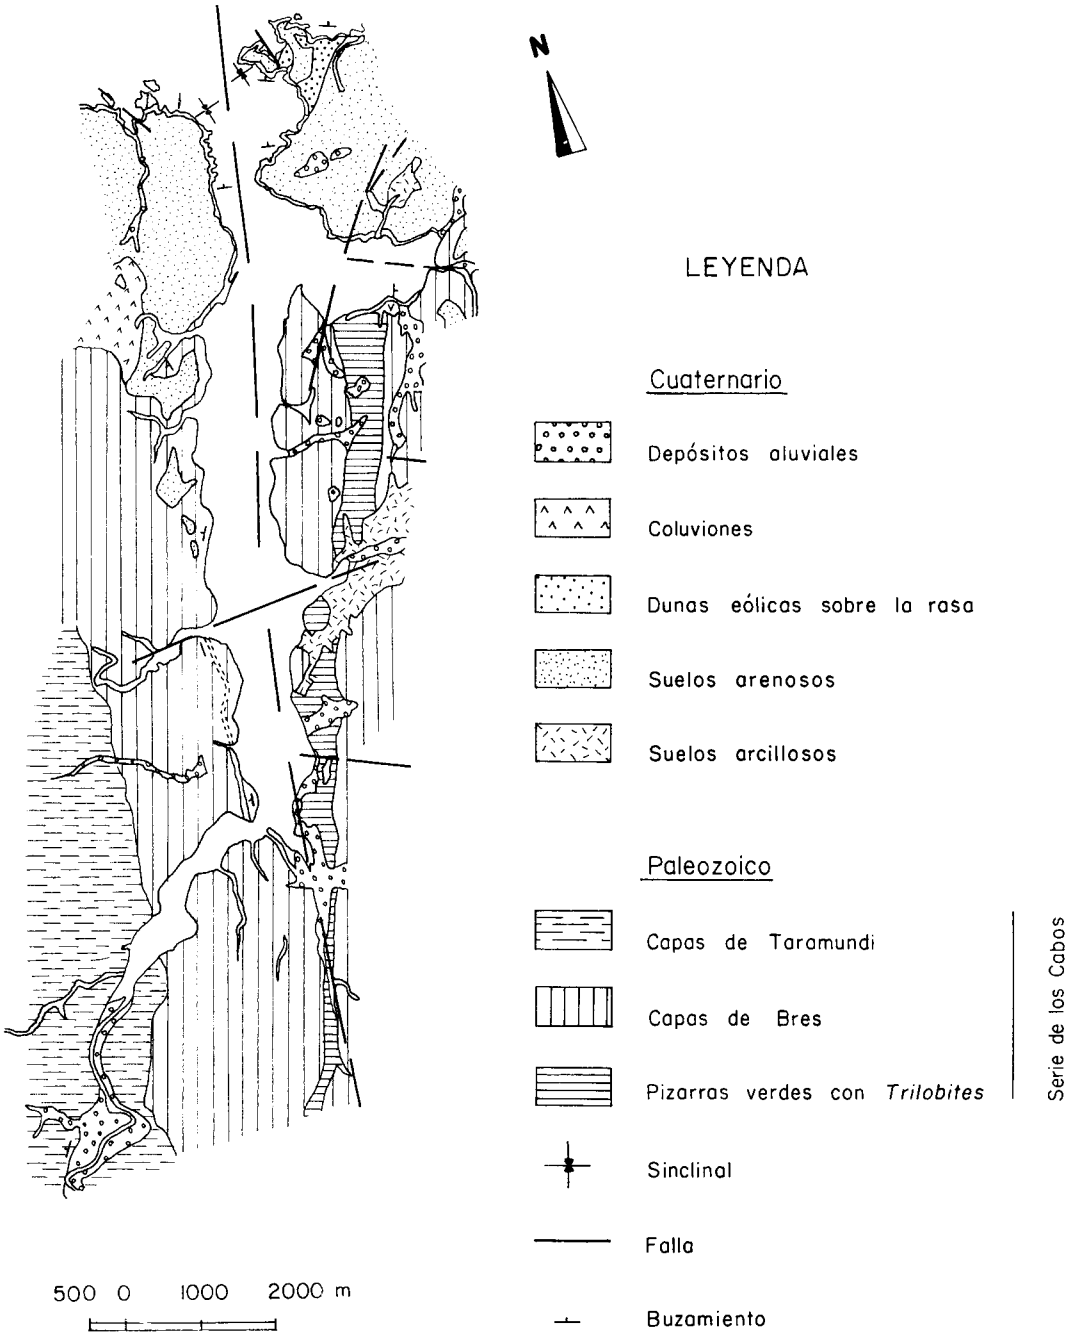 N
LEYENDA
Cuaternario
Depósitos aluviales
Coluviones
Dunas eólicas sobre la rasa
Suelos arenosos
Suelos arcillosos
Paleozoico
Capas de Taramundi
Capas de Bres
Pizarras verdes con Trilobites
Serie de los Cabos
Sinclinal
Falla
Buzamiento
500 0 1000 2000 m